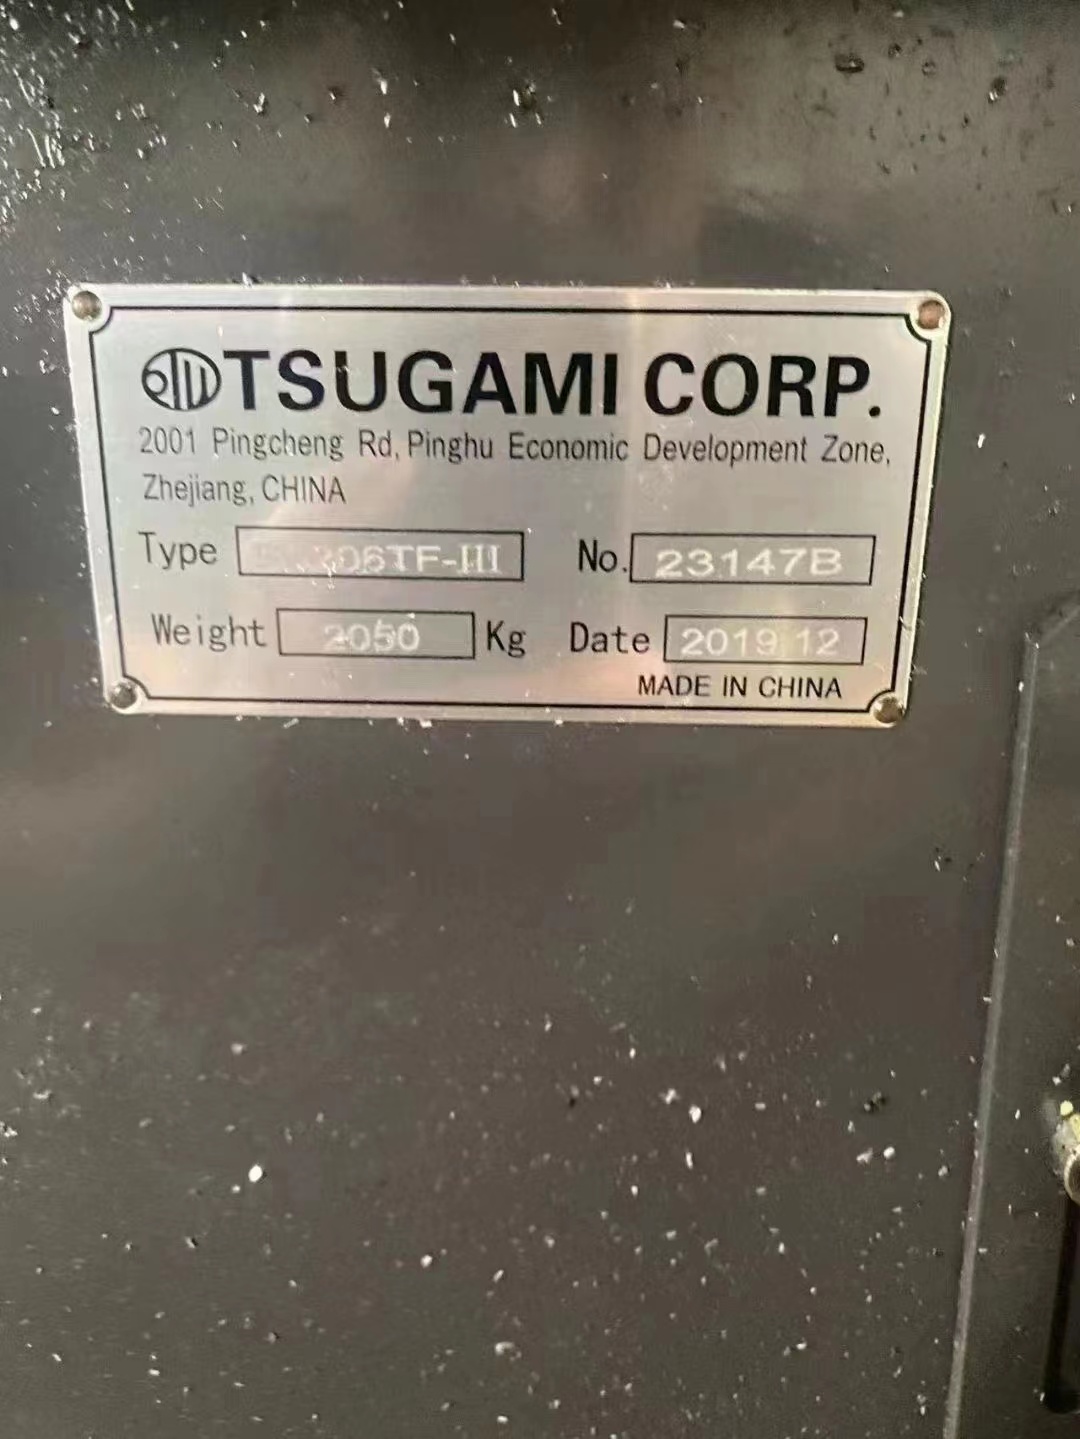 TSUGAMI CORP.
2001 Pingcheng Rd, Pinghu Economic Development Zone,
Zhejiang, CHINA
Type No. 23147B
Weight 2050 Kg Date 2019 12
MADE IN CHINA